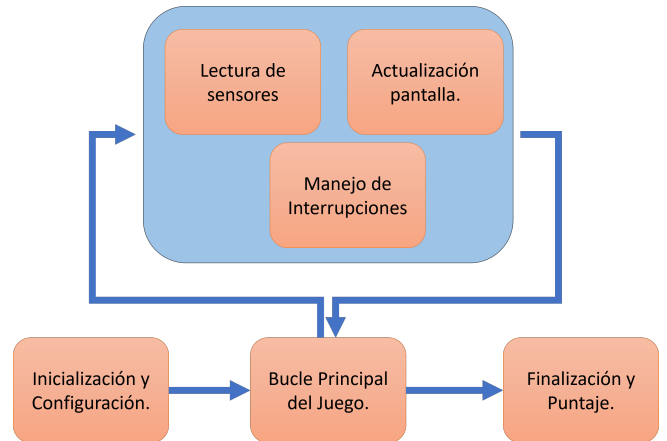 Lectura de
sensores
Actualización
pantalla.
Manejo de
Interrupciones
Inicialización y
Configuración.
Bucle Principal
del Juego.
Finalización y
Puntaje.